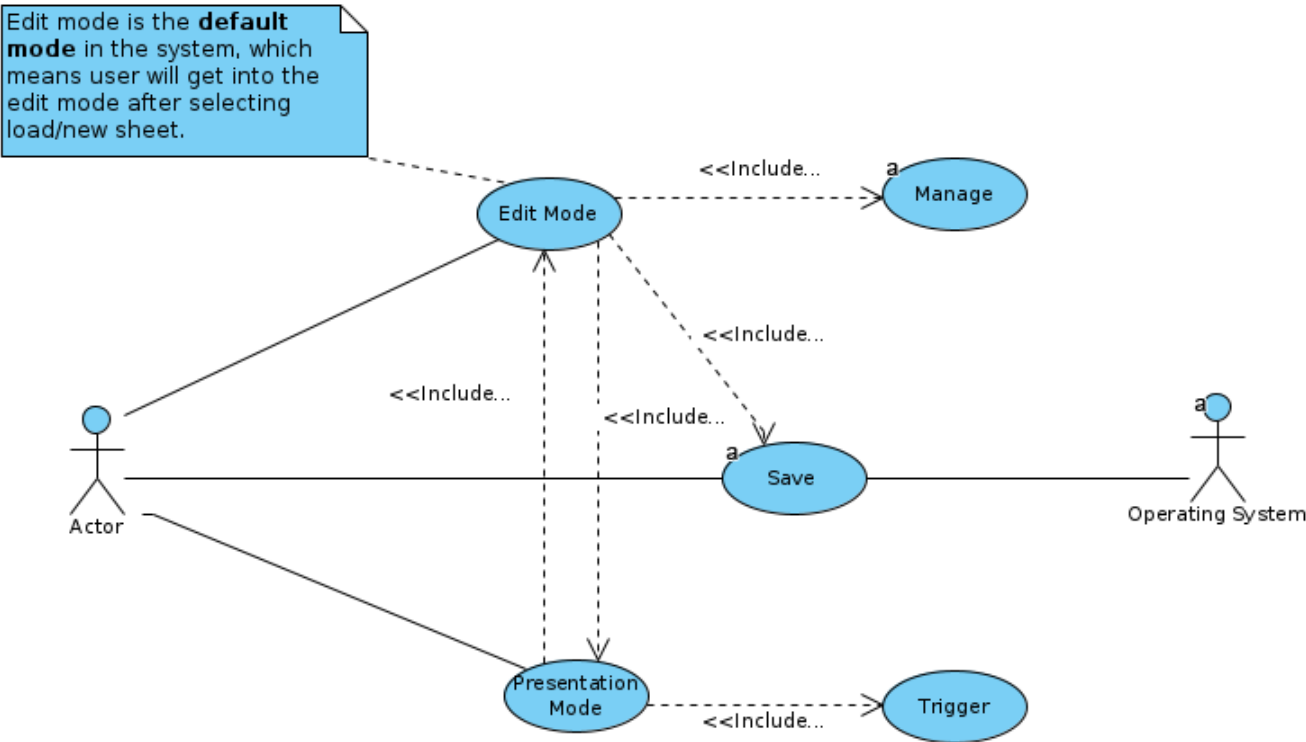 Edit mode is the default
mode in the system, which
means user will get into the
edit mode after selecting
load/new sheet.
<<Include...
a
Manage
Edit Mode
<<Include...
<<Include...
<<Include...
a
a
Save
Actor
Operating System
Presentation
Mode
Trigger
<<Include...